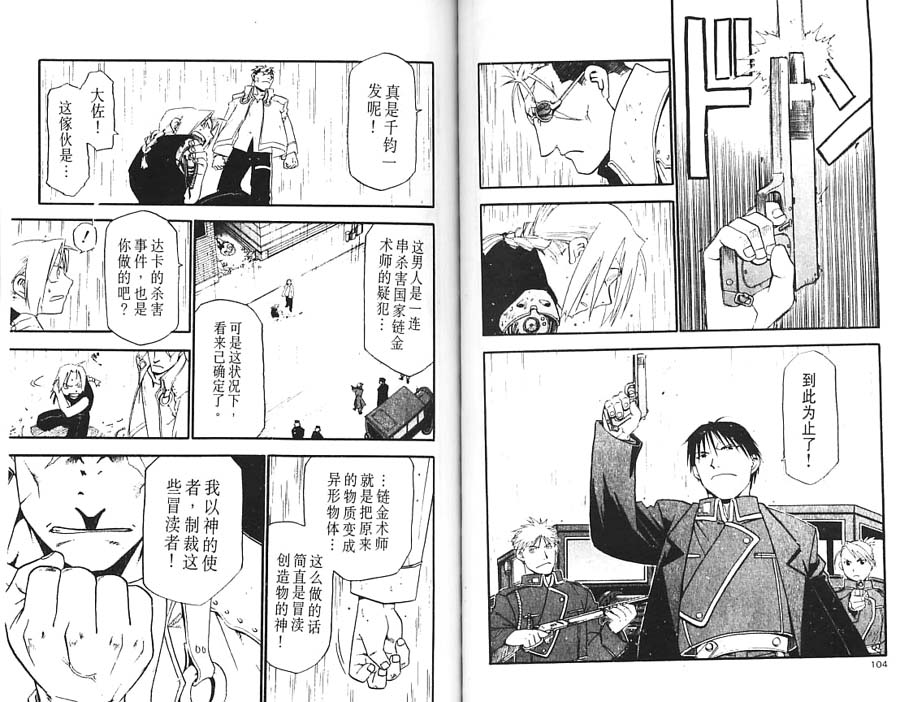 ドン
到此为止了！
104
真是千钧一
发呢！
大佐！
这傢伙是…
这男人是一连
串杀害国家链金
术师的疑犯…
可是这状况下，
看来己确定了。
达卡的杀害
事件，也是
你做的吧？
！
…链金术师
就是把原来
的物质变成
异形物体…
这么做的话
简直是冒渎
创造物的神！
我以神的使
者，制裁这
些冒渎者！